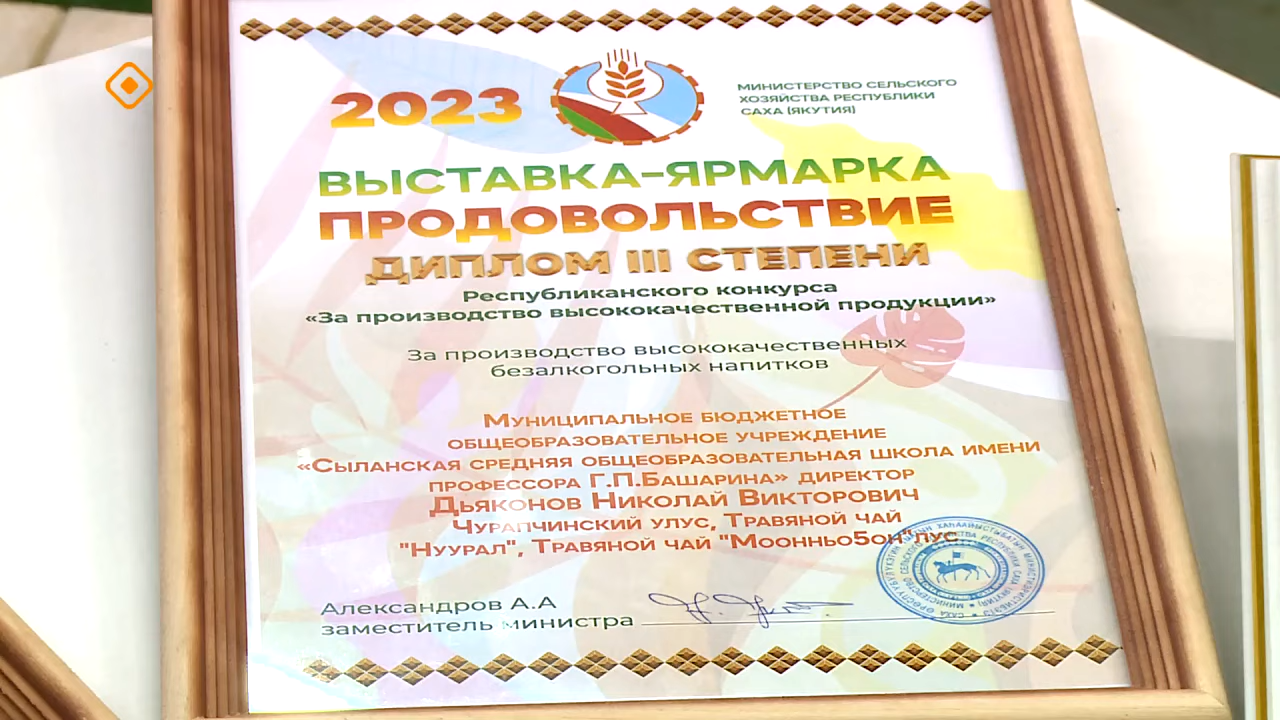 2023
МИНИСТЕРСТВО СЕЛЬСКОГО
ХОЗЯЙСТВА РЕСПУБЛИКИ
САХА (ЯКУТИЯ)
ВЫСТАВКА-ЯРМАРКА
ПРОДОВОЛЬСТВИЕ
ДИПЛОМ III СТЕПЕНИ
Республиканского конкурса
«За производство высококачественной продукции»
За производство высококачественных
безалкогольных напитков
Муниципальное бюджетное
общеобразовательное учреждение
«Сыланская средняя общеобразовательная школа имени
профессора Г.П.Башарина» директор
Дьяконов Николай Викторович
Чурапчинский улус, Травяной чай
"Нуурал", Травяной чай "Моонньо5он"лус
Александров А.А
заместитель министра